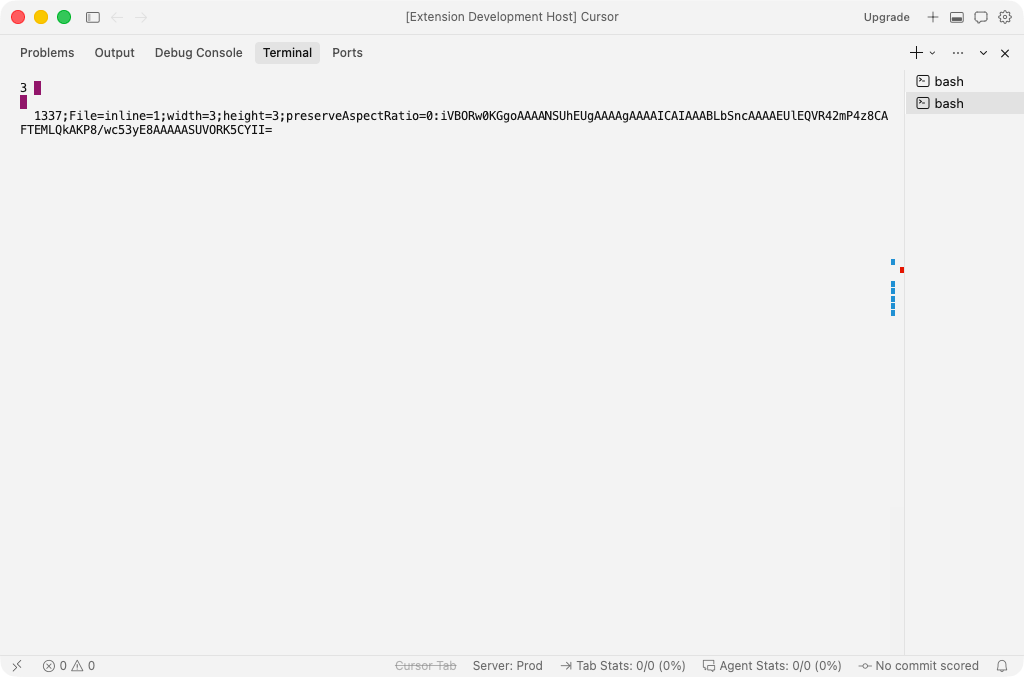 [Extension Development Host] Cursor
Upgrade
Problems Output Debug Console Terminal Ports
3
1337;File=inline=1;width=3;height=3;preserveAspectRatio=0:iVBORw0KGgoAAAANSUhEUgAAAAgAAAAICAIAAABLbSncAAAAEUlEQVR42mP4z8CA
FTEMLQkAKP8/wc53yE8AAAAASUVORK5CYII=
bash
bash
0 0 Cursor Tab Server: Prod Tab Stats: 0/0 (0%) Agent Stats: 0/0 (0%) No commit scored